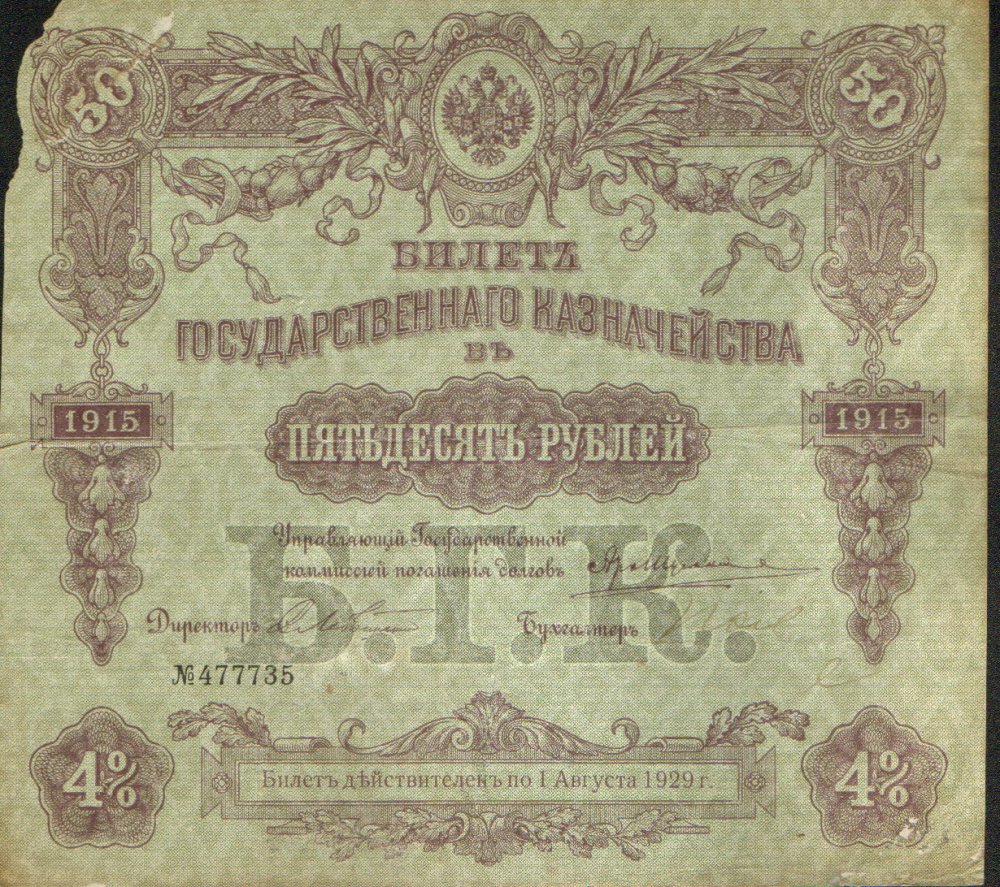 50 50
БИЛЕТЪ
ГОСУДАРСТВЕННАГО КАЗНАЧЕЙСТВА
ВЪ
1915 1915
ПЯТЬДЕСЯТЪ РУБЛЕЙ
Б.Г.К.
Управляющій Государственной
коммиссіей погашенія долговъ
Директоръ Бухгалтеръ
№477735
4% 4%
Билетъ дѣйствителенъ по I Августа 1929 г.